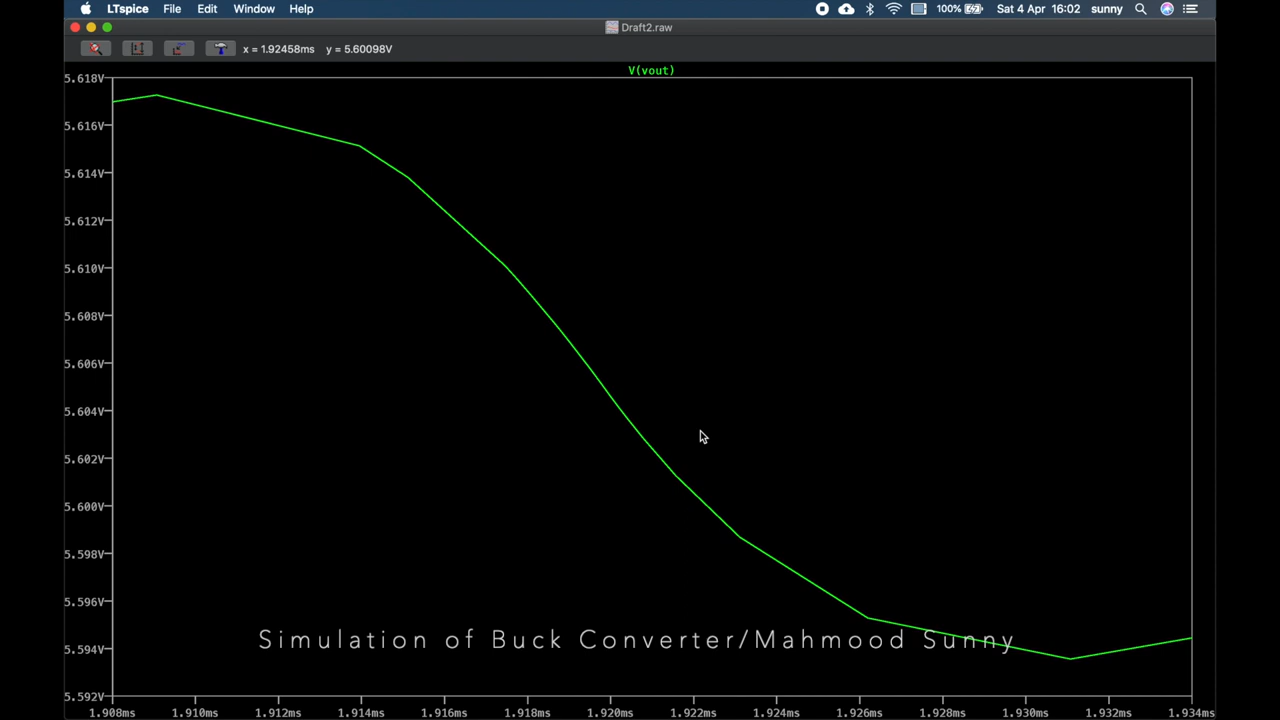 LTspice File Edit Window Help 100% Sat 4 Apr 16:02 sunny
Draft2.raw
x = 1.92458ms y = 5.60098V
V(vout)
5.618V
5.616V
5.614V
5.612V
5.610V
5.608V
5.606V
5.604V
5.602V
5.600V
5.598V
5.596V
5.594V
5.592V
Simulation of Buck Converter/Mahmood Sunny
1.908ms 1.910ms 1.912ms 1.914ms 1.916ms 1.918ms 1.920ms 1.922ms 1.924ms 1.926ms 1.928ms 1.930ms 1.932ms 1.934ms